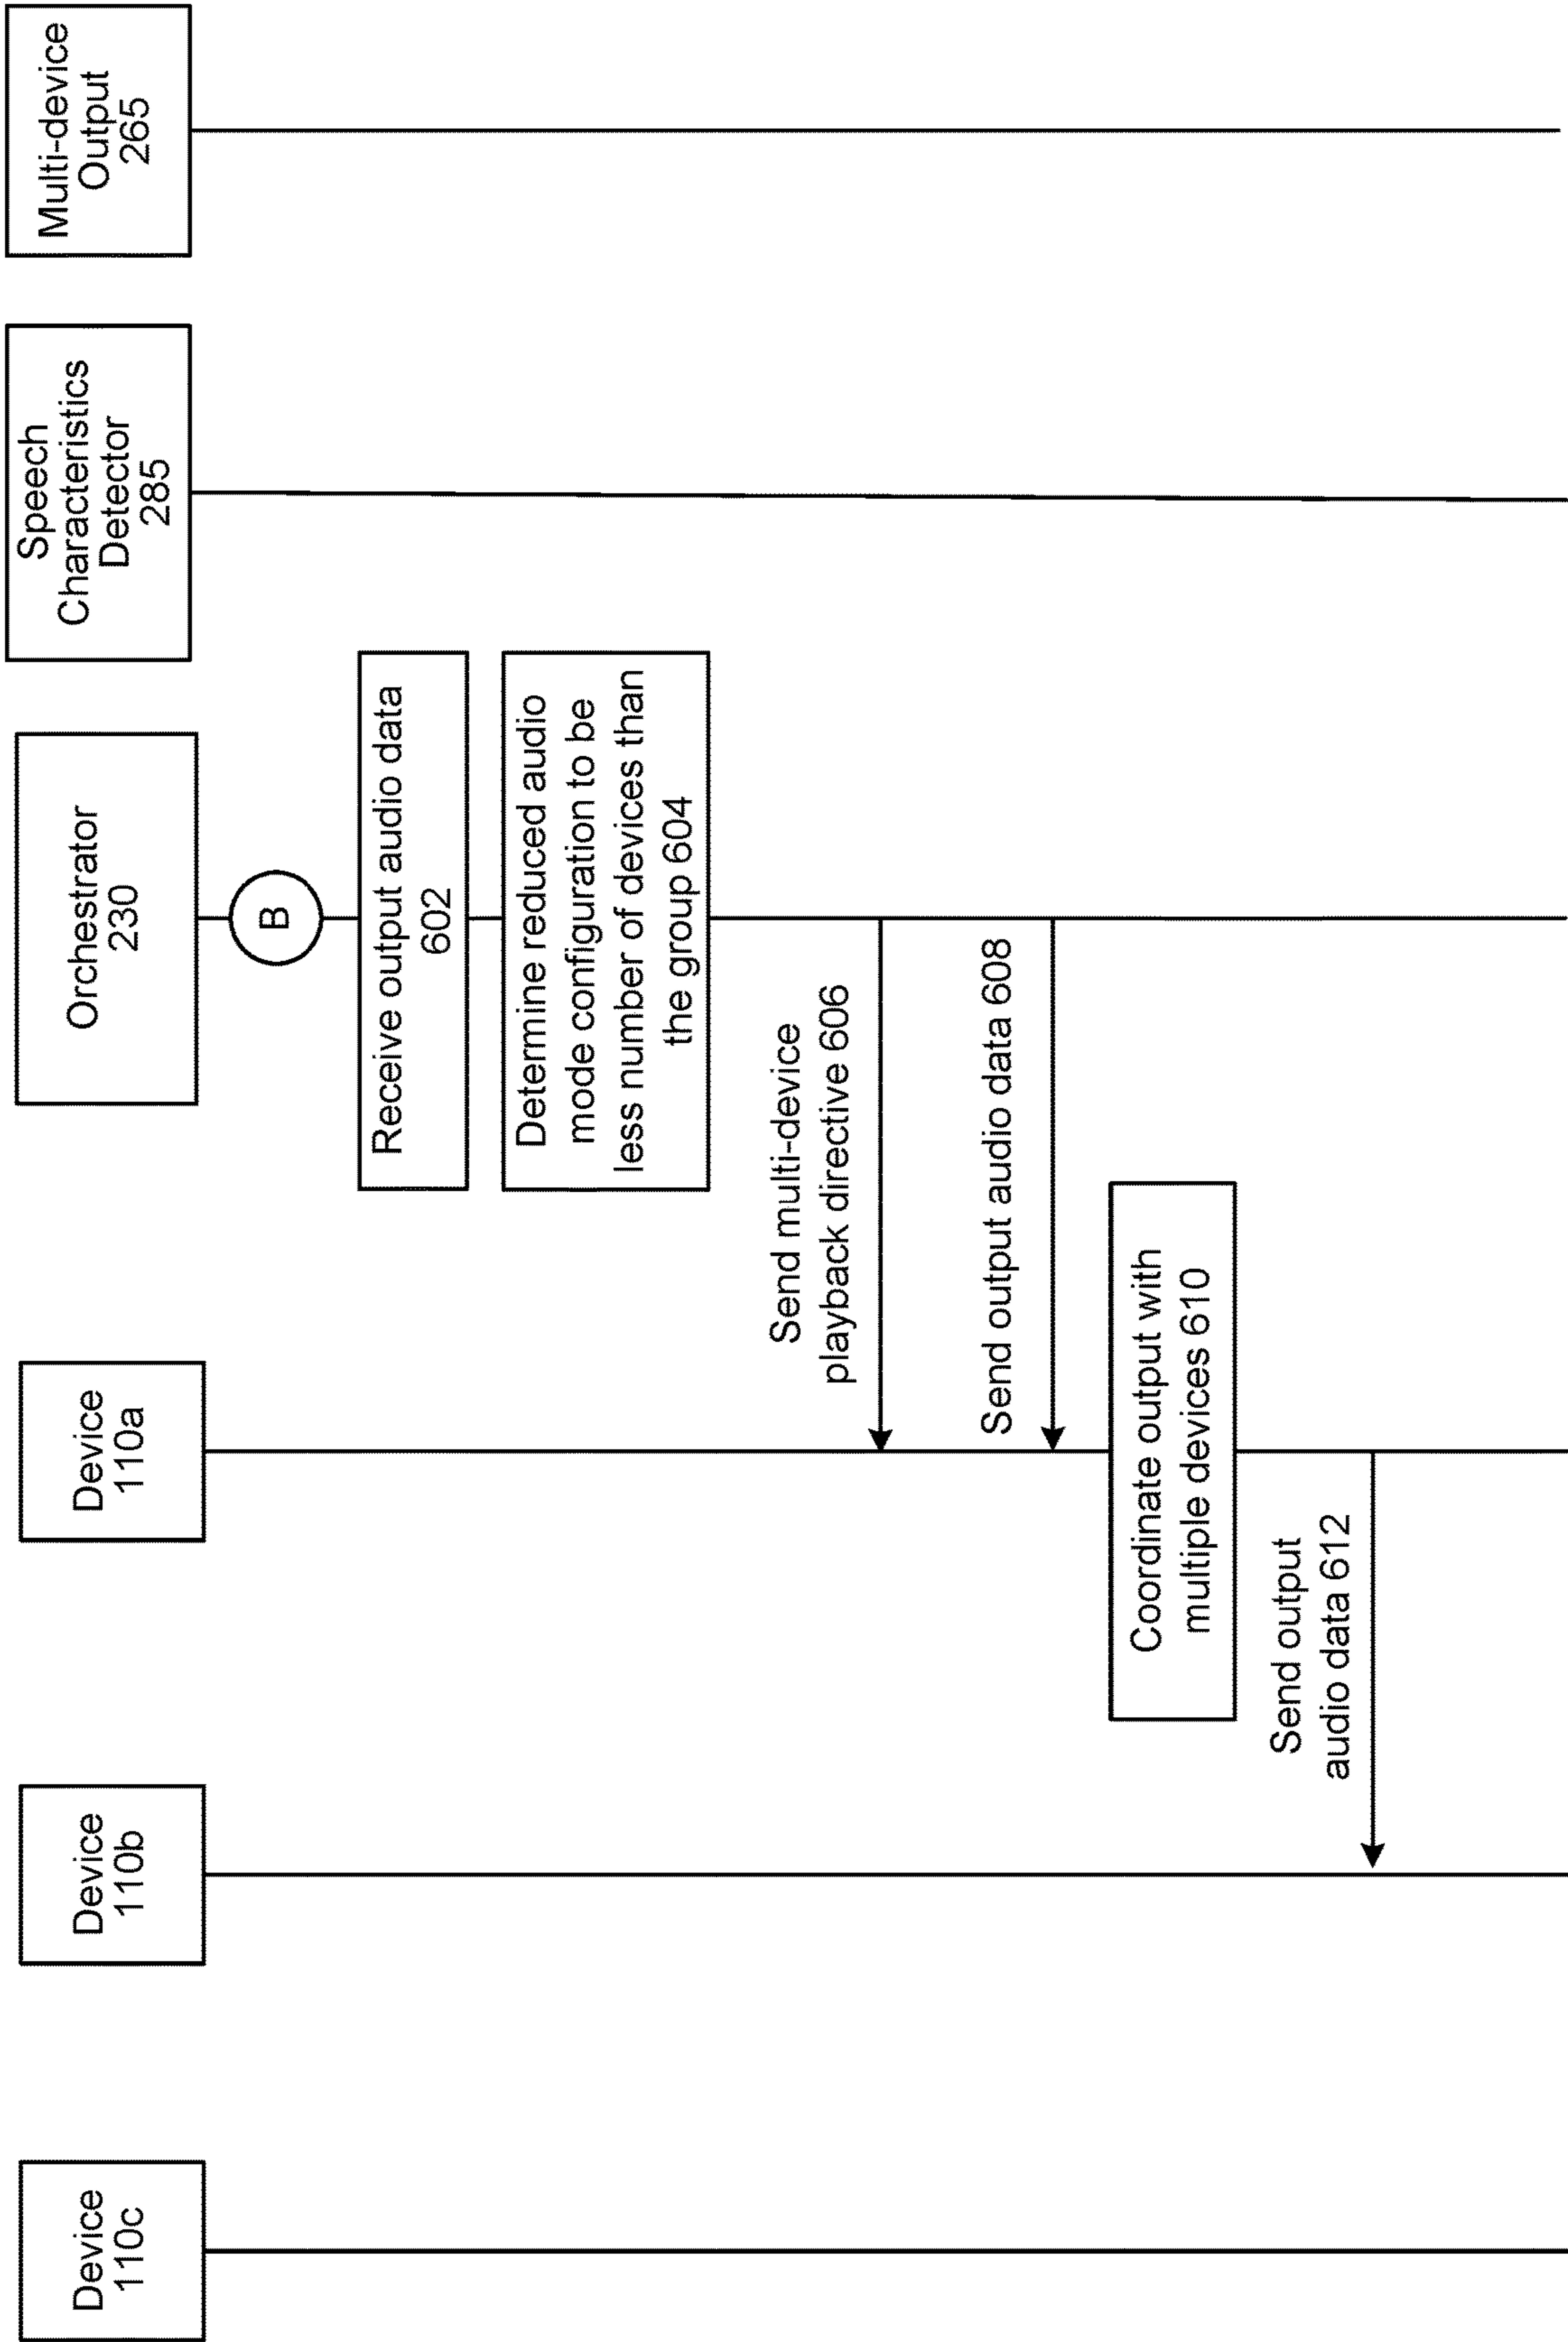 Device
110c
Device
110b
Device
110a
Orchestrator
230
Speech
Characteristics
Detector
285
Multi-device
Output
265
B
Receive output audio data
602
Determine reduced audio
mode configuration to be
less number of devices than
the group 604
Send multi-device
playback directive 606
Send output audio data 608
Coordinate output with
multiple devices 610
Send output
audio data 612